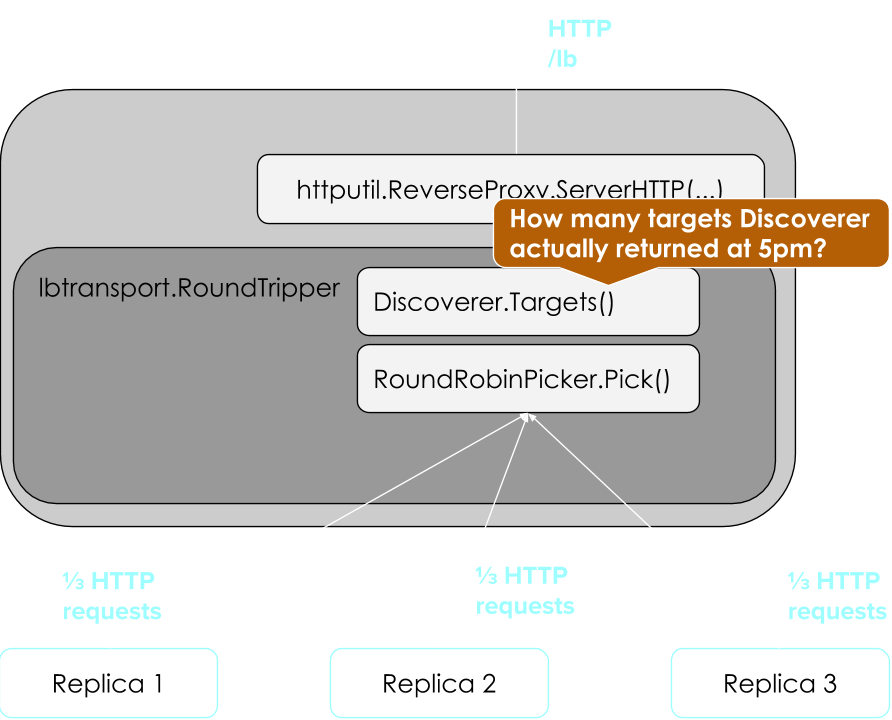 HTTP
/lb
httputil.ReverseProxy.ServerHTTP(...)
How many targets Discoverer
actually returned at 5pm?
lbtransport.RoundTripper
Discoverer.Targets()
RoundRobinPicker.Pick()
⅓ HTTP
requests
⅓ HTTP
requests
⅓ HTTP
requests
Replica 1
Replica 2
Replica 3